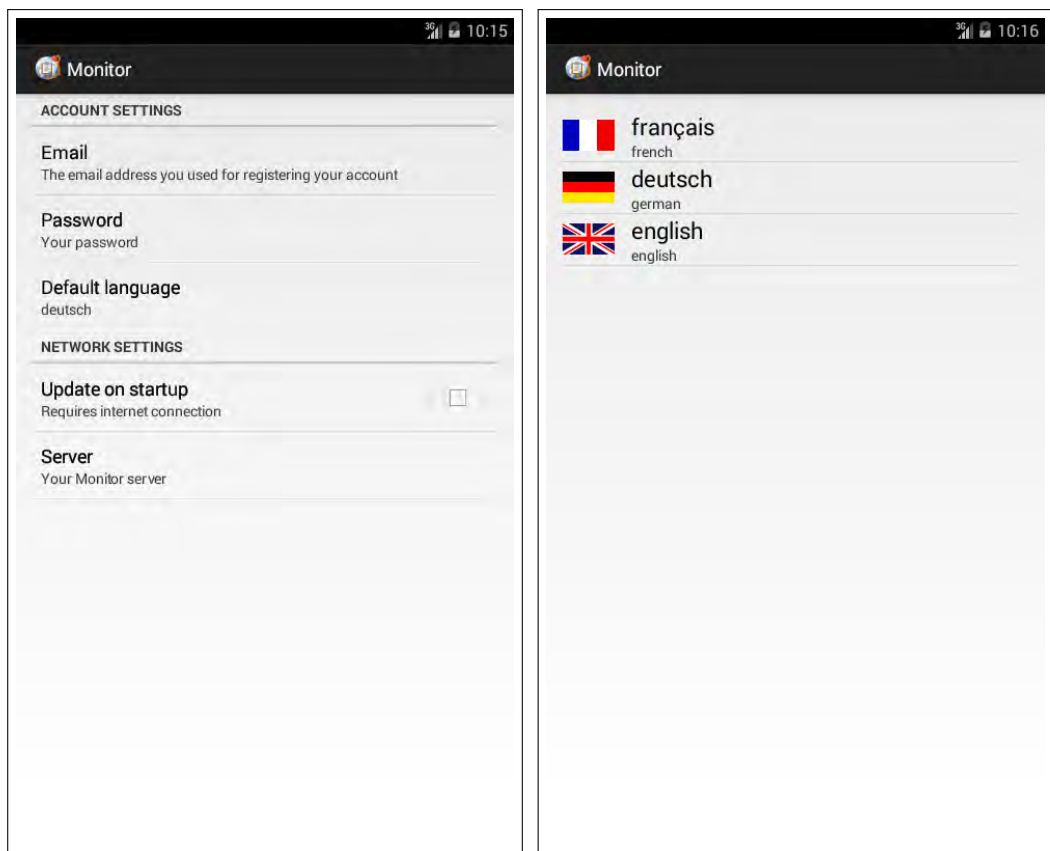 3G 10:15
Monitor
ACCOUNT SETTINGS
Email
The email address you used for registering your account
Password
Your password
Default language
deutsch
NETWORK SETTINGS
Update on startup
Requires internet connection
Server
Your Monitor server
3G 10:16
Monitor
français
french
deutsch
german
english
english